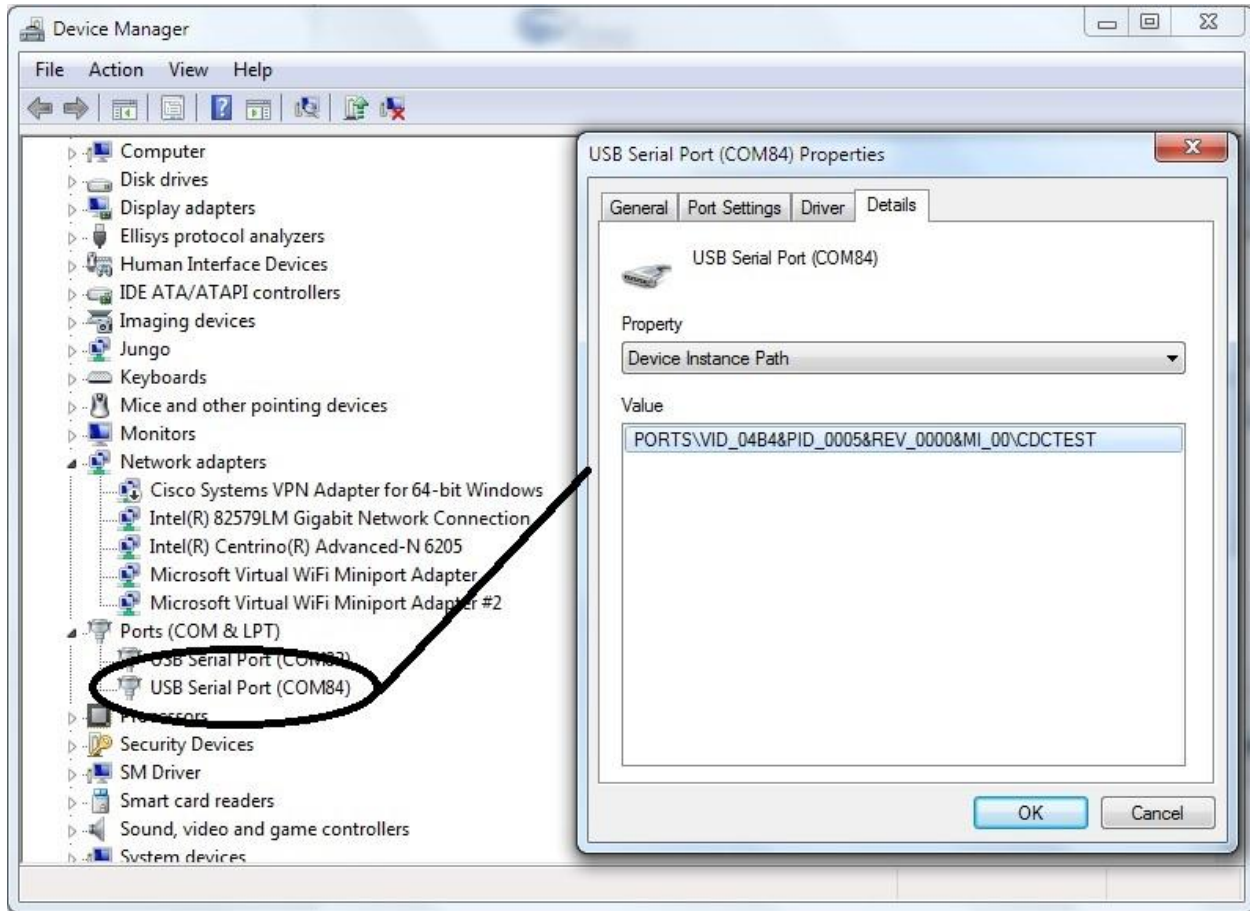 Device Manager
File Action View Help
Computer
Disk drives
Display adapters
Ellisys protocol analyzers
Human Interface Devices
IDE ATA/ATAPI controllers
Imaging devices
Jungo
Keyboards
Mice and other pointing devices
Monitors
Network adapters
Cisco Systems VPN Adapter for 64-bit Windows
Intel(R) 82579LM Gigabit Network Connection
Intel(R) Centrino(R) Advanced-N 6205
Microsoft Virtual WiFi Miniport Adapter
Microsoft Virtual WiFi Miniport Adapter #2
Ports (COM & LPT)
USB Serial Port
USB Serial Port (COM84)
Processors
Security Devices
SM Driver
Smart card readers
Sound, video and game controllers
System devices
USB Serial Port (COM84) Properties
General Port Settings Driver Details
USB Serial Port (COM84)
Property
Device Instance Path
Value
PORTS\VID_04B4&PID_0005&REV_0000&MI_00\CDCTEST
OK Cancel